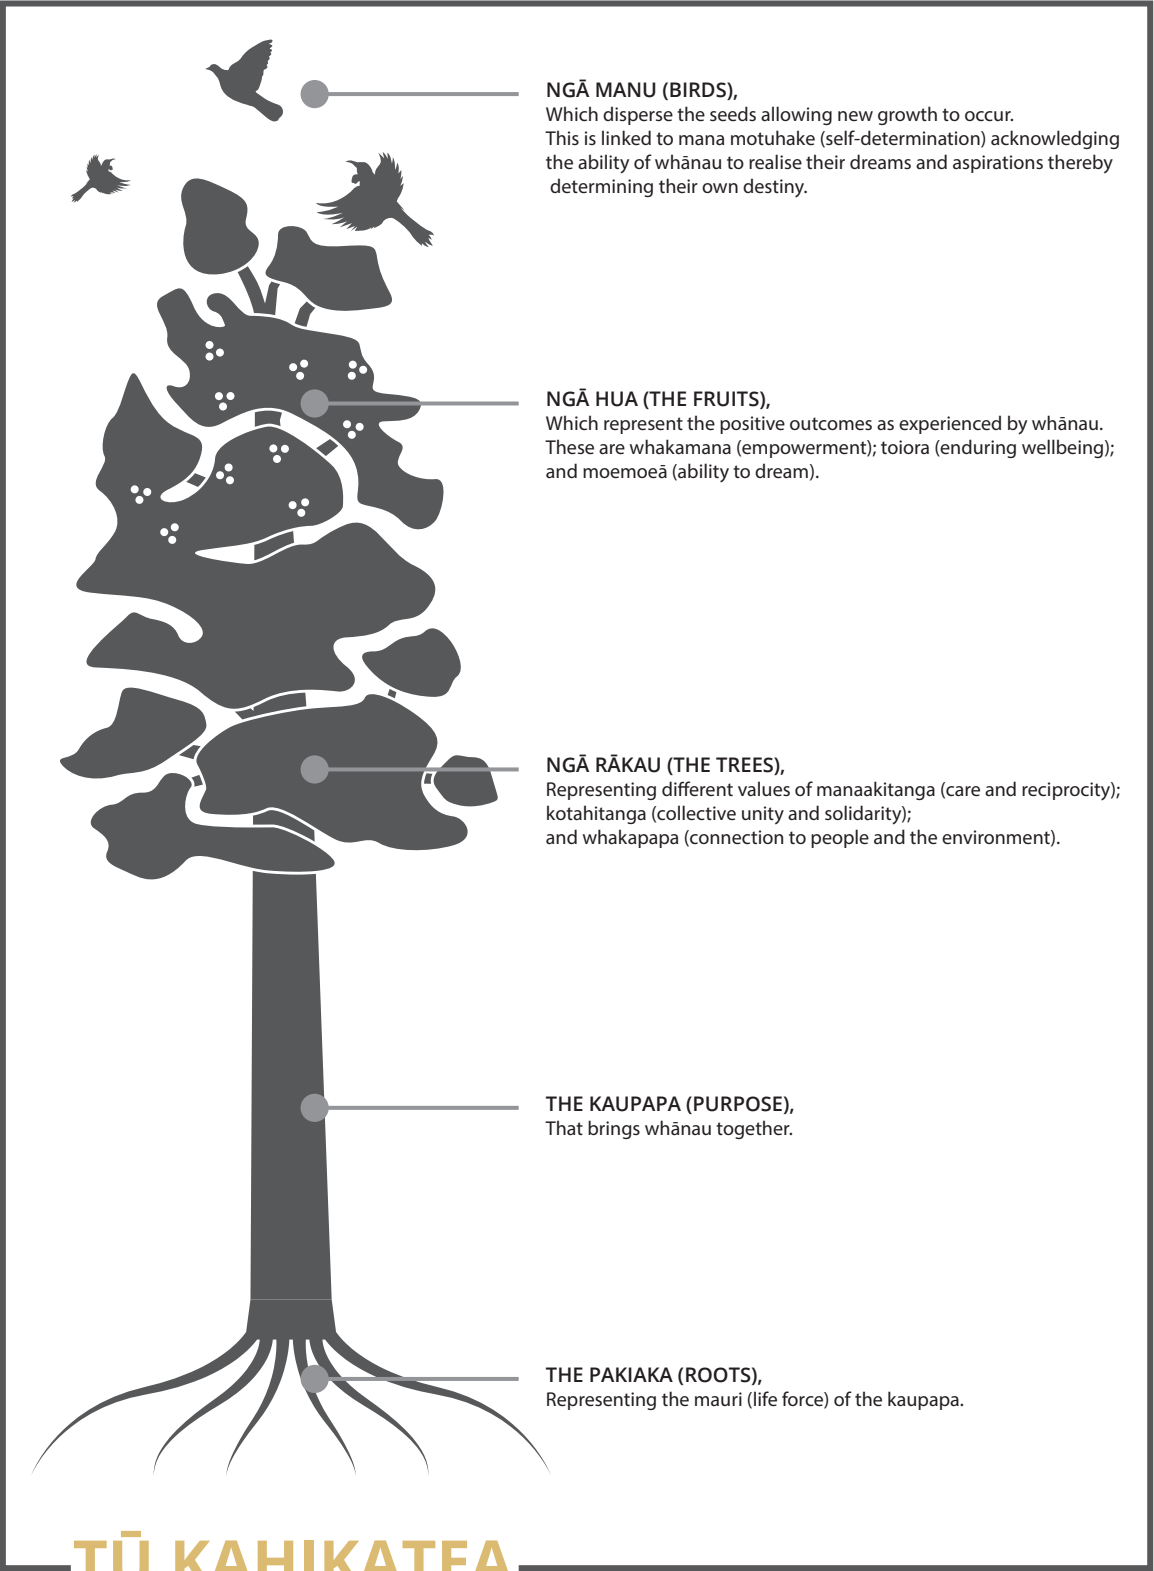 NGĀ MANU (BIRDS),
Which disperse the seeds allowing new growth to occur.
This is linked to mana motuhake (self-determination) acknowledging
the ability of whānau to realise their dreams and aspirations thereby
determining their own destiny.
NGĀ HUA (THE FRUITS),
Which represent the positive outcomes as experienced by whānau.
These are whakamana (empowerment); toiora (enduring wellbeing);
and moemoeā (ability to dream).
NGĀ RĀKAU (THE TREES),
Representing different values of manaakitanga (care and reciprocity);
kotahitanga (collective unity and solidarity);
and whakapapa (connection to people and the environment).
THE KAUPAPA (PURPOSE),
That brings whānau together.
THE PAKIAKA (ROOTS),
Representing the mauri (life force) of the kaupapa.
TŪ KAHIKATEA